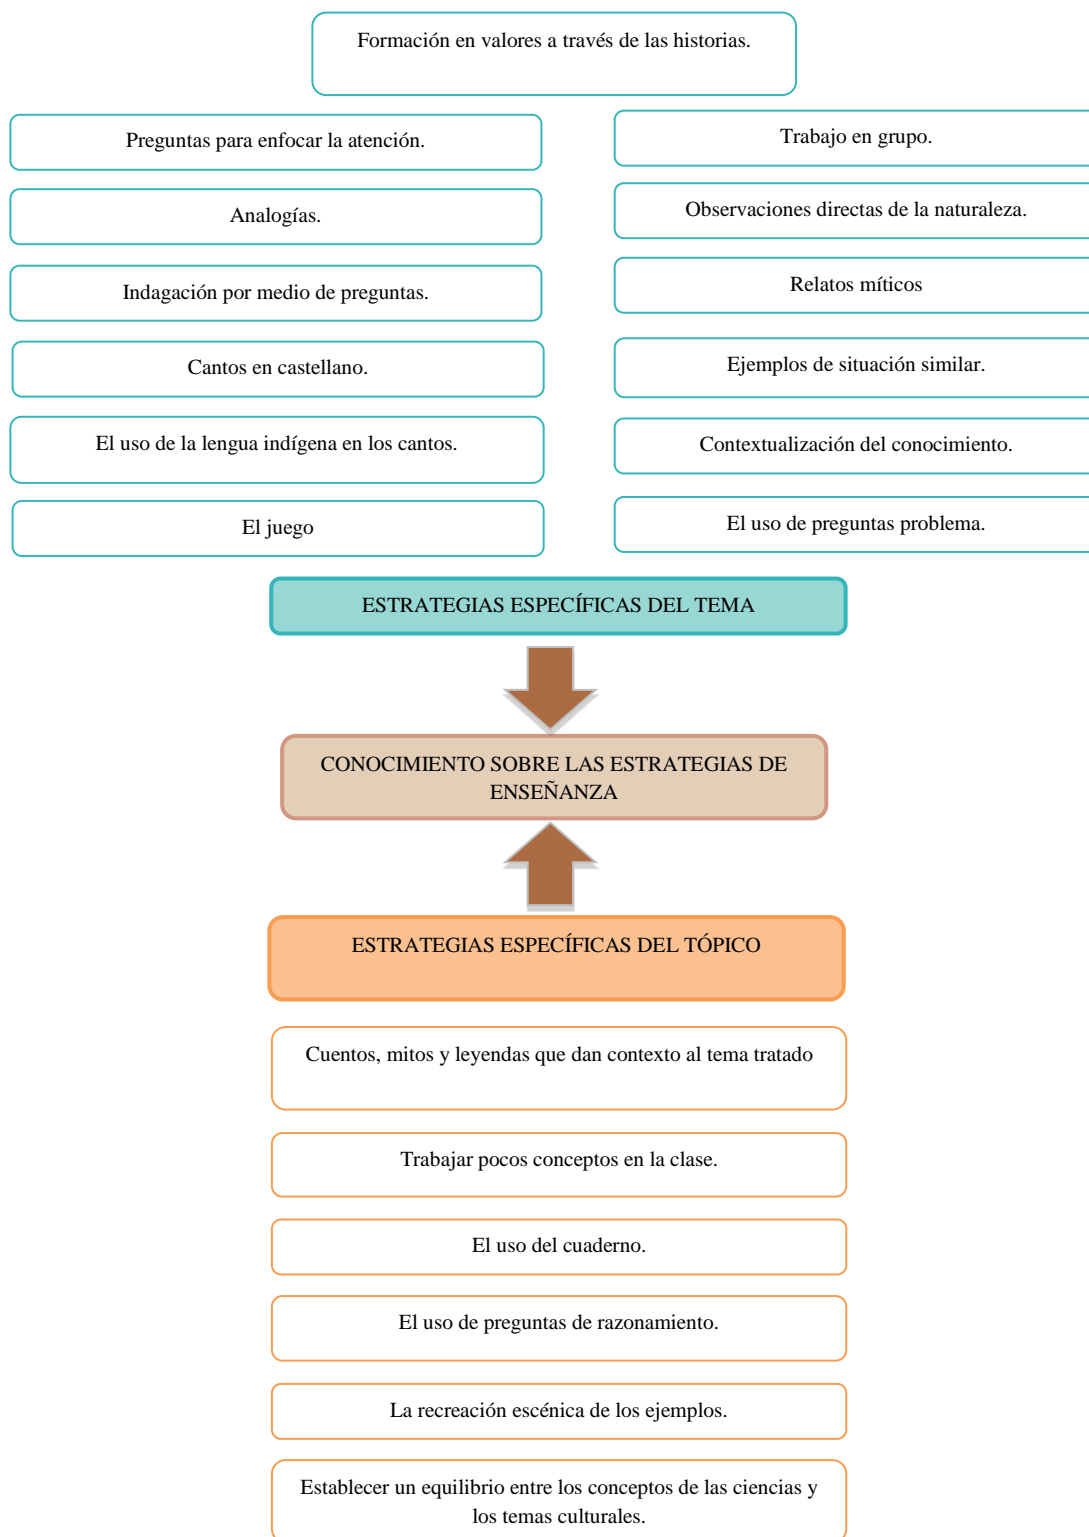 Formación en valores a través de las historias.
Preguntas para enfocar la atención.
Trabajo en grupo.
Analogías.
Observaciones directas de la naturaleza.
Indagación por medio de preguntas.
Relatos míticos
Cantos en castellano.
Ejemplos de situación similar.
El uso de la lengua indígena en los cantos.
Contextualización del conocimiento.
El juego
El uso de preguntas problema.
ESTRATEGIAS ESPECÍFICAS DEL TEMA
CONOCIMIENTO SOBRE LAS ESTRATEGIAS DE
ENSEÑANZA
ESTRATEGIAS ESPECÍFICAS DEL TÓPICO
Cuentos, mitos y leyendas que dan contexto al tema tratado
Trabajar pocos conceptos en la clase.
El uso del cuaderno.
El uso de preguntas de razonamiento.
La recreación escénica de los ejemplos.
Establecer un equilibrio entre los conceptos de las ciencias y
los temas culturales.